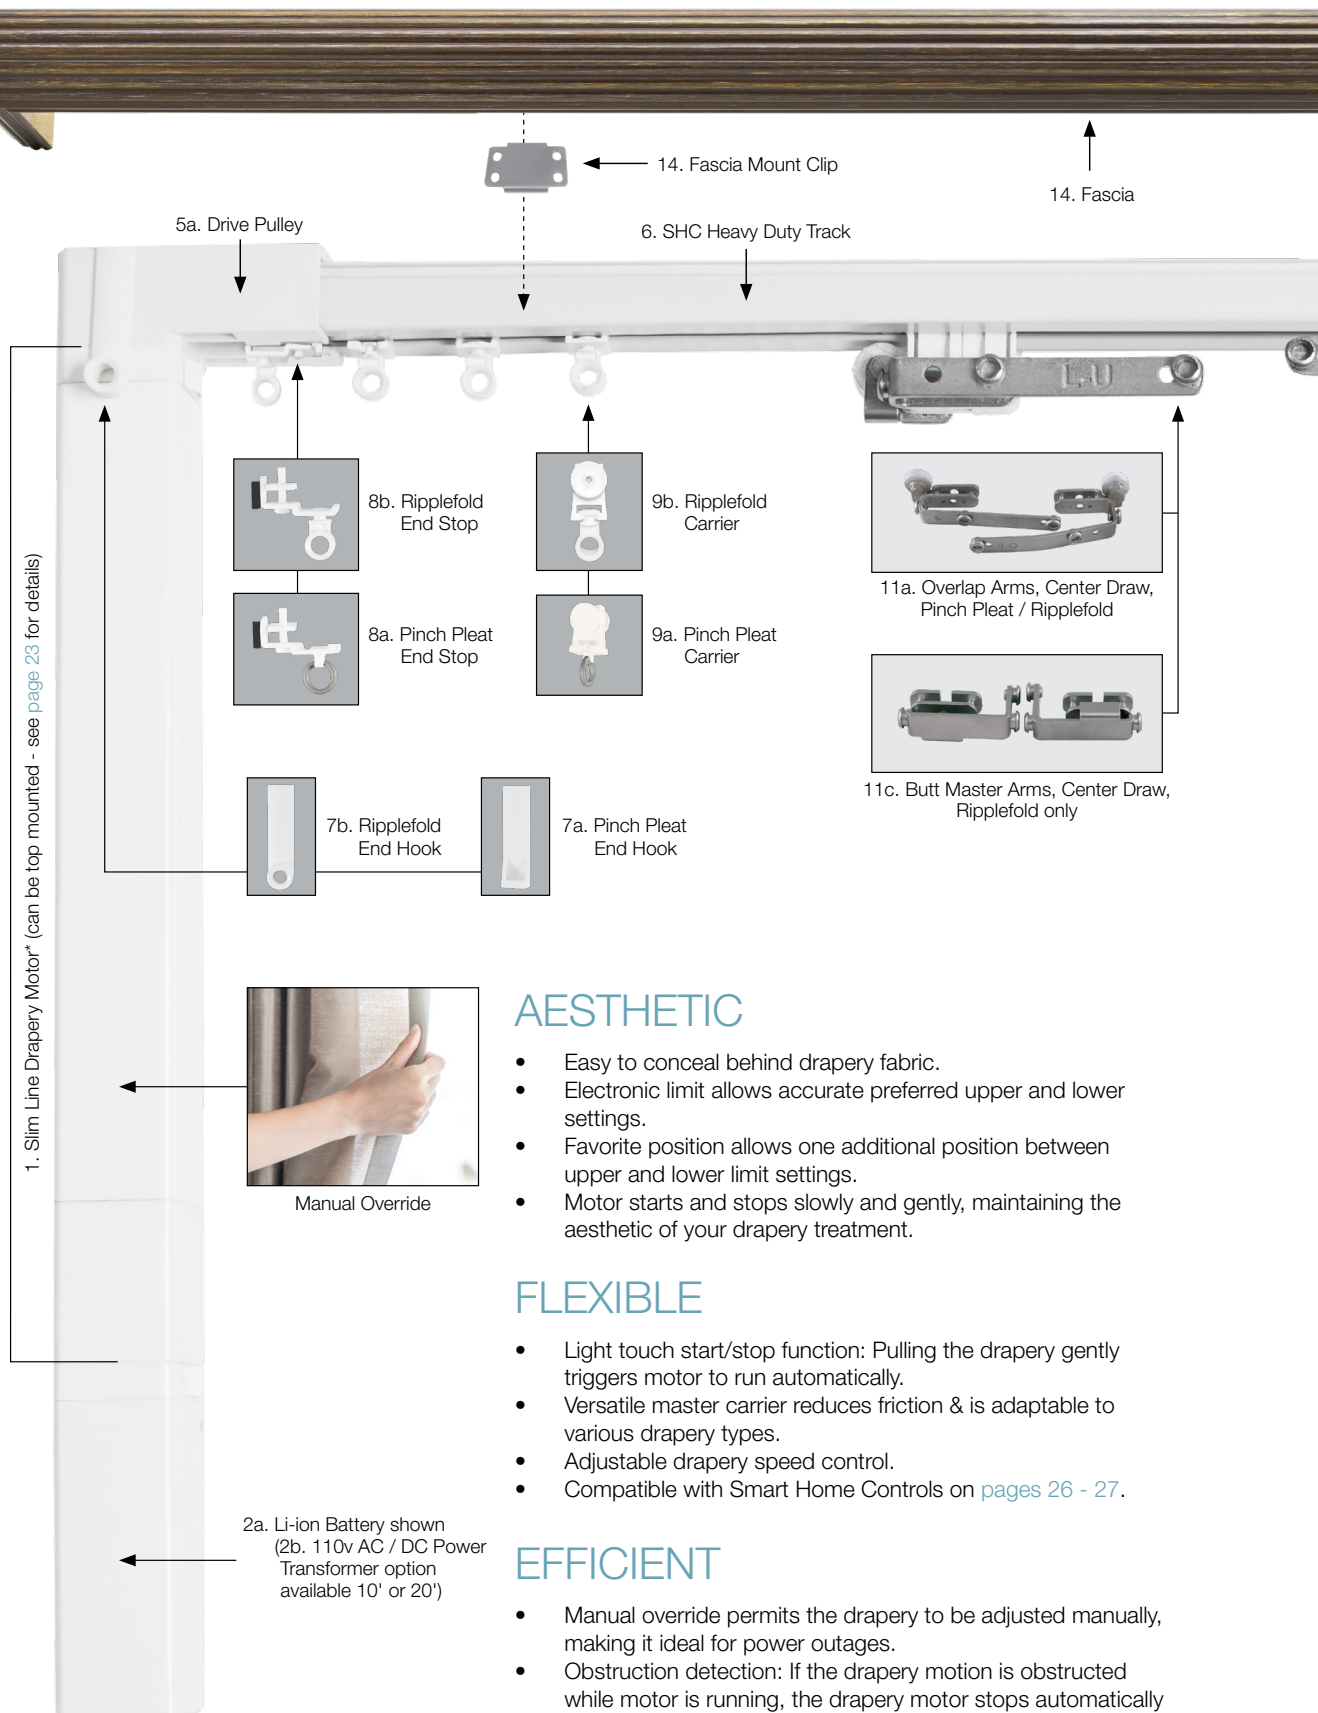 14. Fascia Mount Clip
14. Fascia
5a. Drive Pulley
6. SHC Heavy Duty Track
L-U
8b. Ripplefold
End Stop
9b. Ripplefold
Carrier
8a. Pinch Pleat
End Stop
9a. Pinch Pleat
Carrier
11a. Overlap Arms, Center Draw,
Pinch Pleat / Ripplefold
11c. Butt Master Arms, Center Draw,
Ripplefold only
7b. Ripplefold
End Hook
7a. Pinch Pleat
End Hook
1. Slim Line Drapery Motor* (can be top mounted - see page 23 for details)
Manual Override
2a. Li-ion Battery shown
(2b. 110v AC / DC Power
Transformer option
available 10' or 20')
AESTHETIC
• Easy to conceal behind drapery fabric.
• Electronic limit allows accurate preferred upper and lower
settings.
• Favorite position allows one additional position between
upper and lower limit settings.
• Motor starts and stops slowly and gently, maintaining the
aesthetic of your drapery treatment.
FLEXIBLE
• Light touch start/stop function: Pulling the drapery gently
triggers motor to run automatically.
• Versatile master carrier reduces friction & is adaptable to
various drapery types.
• Adjustable drapery speed control.
• Compatible with Smart Home Controls on pages 26 - 27.
EFFICIENT
• Manual override permits the drapery to be adjusted manually,
making it ideal for power outages.
• Obstruction detection: If the drapery motion is obstructed
while motor is running, the drapery motor stops automatically